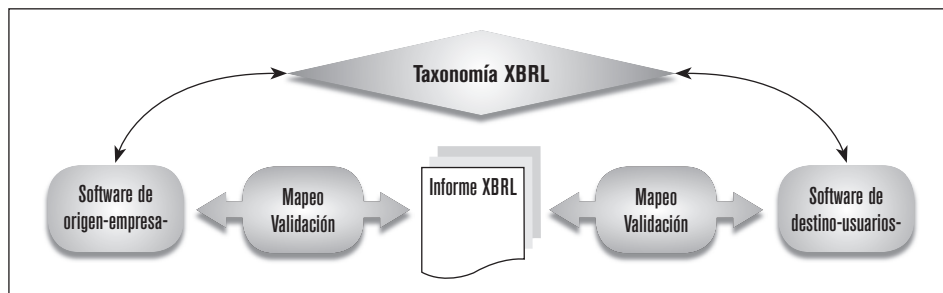 Taxonomía XBRL
Software de
origen-empresa-
Mapeo
Validación
Informe XBRL
Mapeo
Validación
Software de
destino-usuarios-